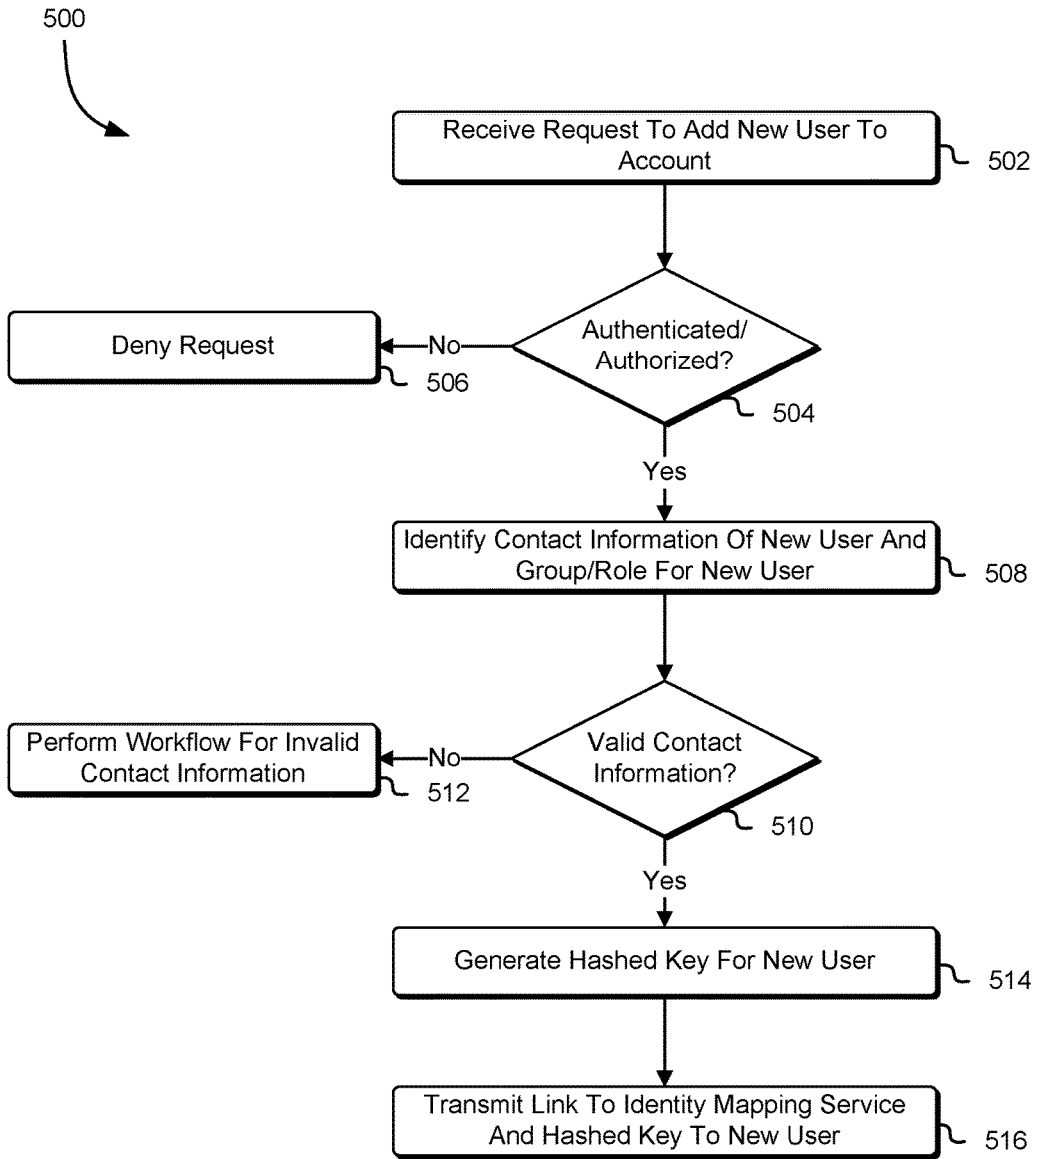 500
Receive Request To Add New User To
Account
502
Authenticated/
Authorized?
No
Deny Request
506
504
Yes
Identify Contact Information Of New User And
Group/Role For New User
508
Valid Contact
Information?
No
Perform Workflow For Invalid
Contact Information
512
510
Yes
Generate Hashed Key For New User
514
Transmit Link To Identity Mapping Service
And Hashed Key To New User
516